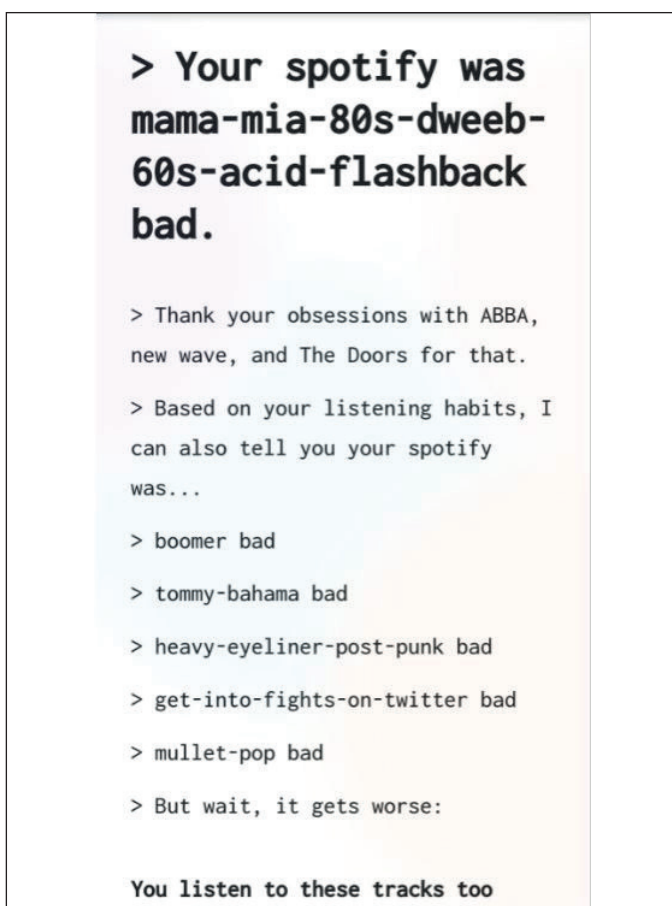 > Your spotify was
mama-mia-80s-dweeb-
60s-acid-flashback
bad.
> Thank your obsessions with ABBA,
new wave, and The Doors for that.
> Based on your listening habits, I
can also tell you your spotify
was...
> boomer bad
> tommy-bahama bad
> heavy-eyeliner-post-punk bad
> get-into-fights-on-twitter bad
> mullet-pop bad
> But wait, it gets worse:
You listen to these tracks too